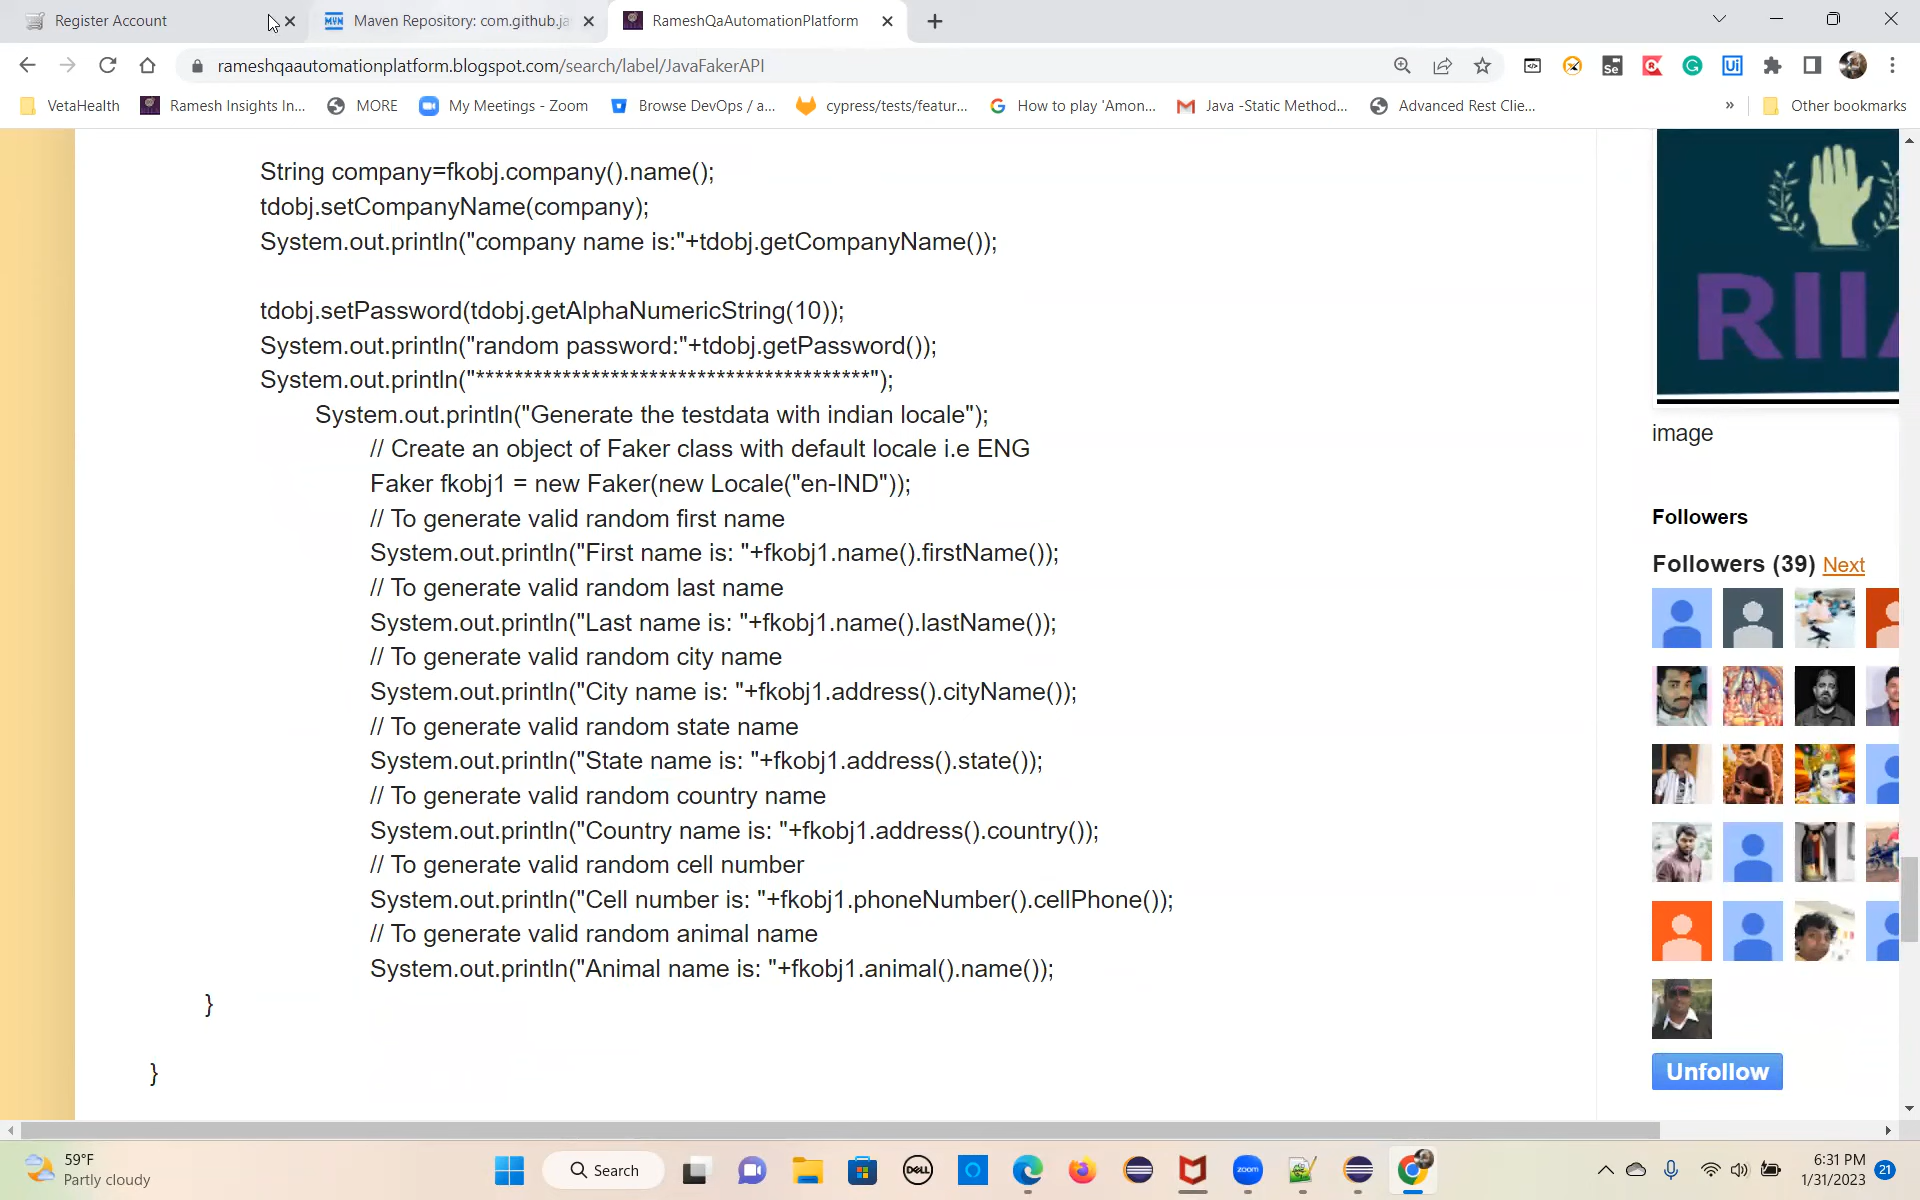 Register Account
Maven Repository: com.github.ja
RameshQaAutomationPlatform
rameshqaautomationplatform.blogspot.com/search/label/JavaFakerAPI
VetaHealth
Ramesh Insights In...
MORE
My Meetings - Zoom
Browse DevOps / a...
cypress/tests/featur...
How to play 'Amon...
Java -Static Method...
Advanced Rest Clie...
»
Other bookmarks
String company=fkobj.company().name();
tdobj.setCompanyName(company);
System.out.println("company name is:"+tdobj.getCompanyName());
tdobj.setPassword(tdobj.getAlphaNumericString(10));
System.out.println("random password:"+tdobj.getPassword());
System.out.println("*****************************************");
System.out.println("Generate the testdata with indian locale");
// Create an object of Faker class with default locale i.e ENG
Faker fkobj1 = new Faker(new Locale("en-IND"));
// To generate valid random first name
System.out.println("First name is: "+fkobj1.name().firstName());
// To generate valid random last name
System.out.println("Last name is: "+fkobj1.name().lastName());
// To generate valid random city name
System.out.println("City name is: "+fkobj1.address().cityName());
// To generate valid random state name
System.out.println("State name is: "+fkobj1.address().state());
// To generate valid random country name
System.out.println("Country name is: "+fkobj1.address().country());
// To generate valid random cell number
System.out.println("Cell number is: "+fkobj1.phoneNumber().cellPhone());
// To generate valid random animal name
System.out.println("Animal name is: "+fkobj1.animal().name());
}
}
RII
image
Followers
Followers (39) Next
Unfollow
59°F
Partly cloudy
Search
DELL
zoom
6:31 PM
1/31/2023
21